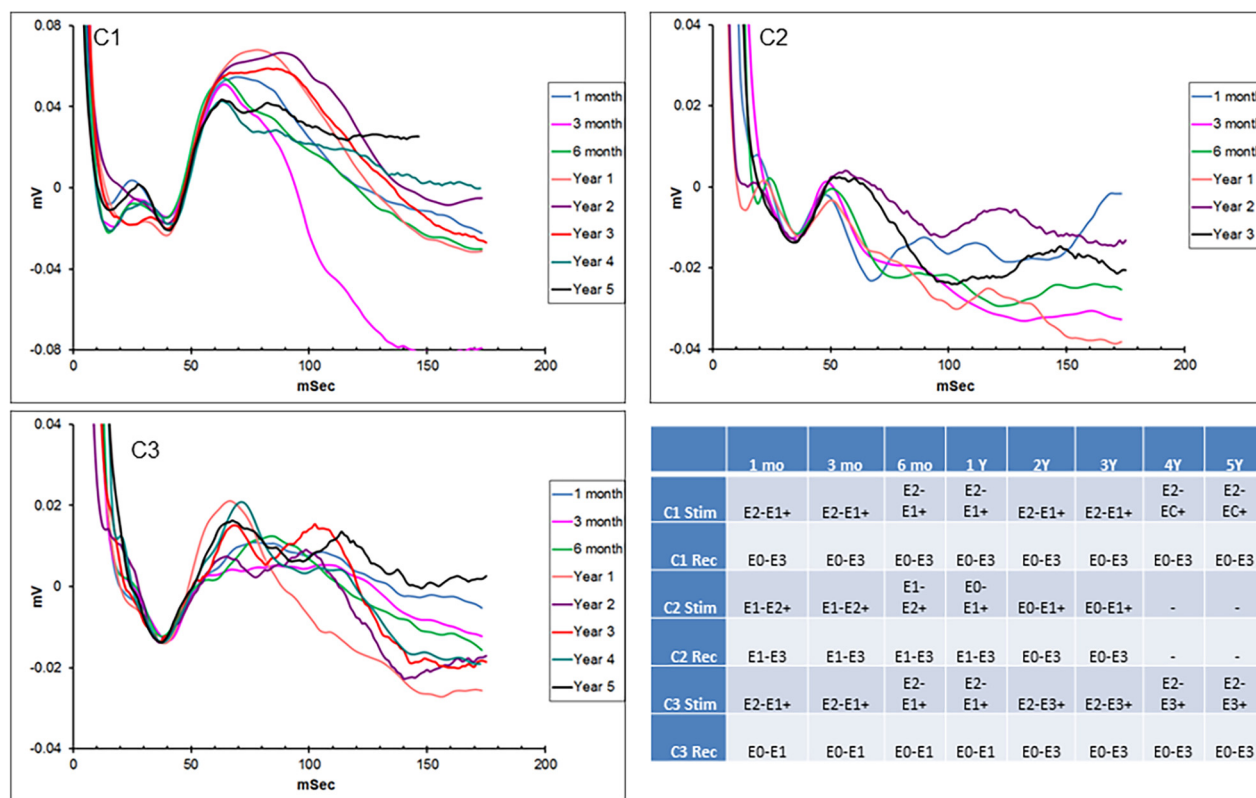 C1
0.08
0.04
0
-0.04
-0.08
mV
0
50
100
150
200
mSec
1 month
3 month
6 month
Year 1
Year 2
Year 3
Year 4
Year 5
C2
0.04
0.02
0
-0.02
-0.04
mV
0
50
100
150
200
mSec
1 month
3 month
6 month
Year 1
Year 2
Year 3
C3
0.04
0.02
0
-0.02
-0.04
mV
0
50
100
150
200
mSec
1 month
3 month
6 month
Year 1
Year 2
Year 3
Year 4
Year 5
1 mo 3 mo 6 mo 1 Y 2Y 3Y 4Y 5Y
E2- E2- E2- E2-
C1 Stim E2-E1+ E2-E1+ E1+ E1+ E2-E1+ E2-E1+ EC+ EC+
C1 Rec E0-E3 E0-E3 E0-E3 E0-E3 E0-E3 E0-E3 E0-E3 E0-E3
E1- E0-
C2 Stim E1-E2+ E1-E2+ E2+ E1+ E0-E1+ E0-E1+ - -
C2 Rec E1-E3 E1-E3 E1-E3 E1-E3 E0-E3 E0-E3 - -
E2- E2- E2- E2-
C3 Stim E2-E1+ E2-E1+ E1+ E1+ E2-E3+ E2-E3+ E3+ E3+
C3 Rec E0-E1 E0-E1 E0-E1 E0-E1 E0-E3 E0-E3 E0-E3 E0-E3